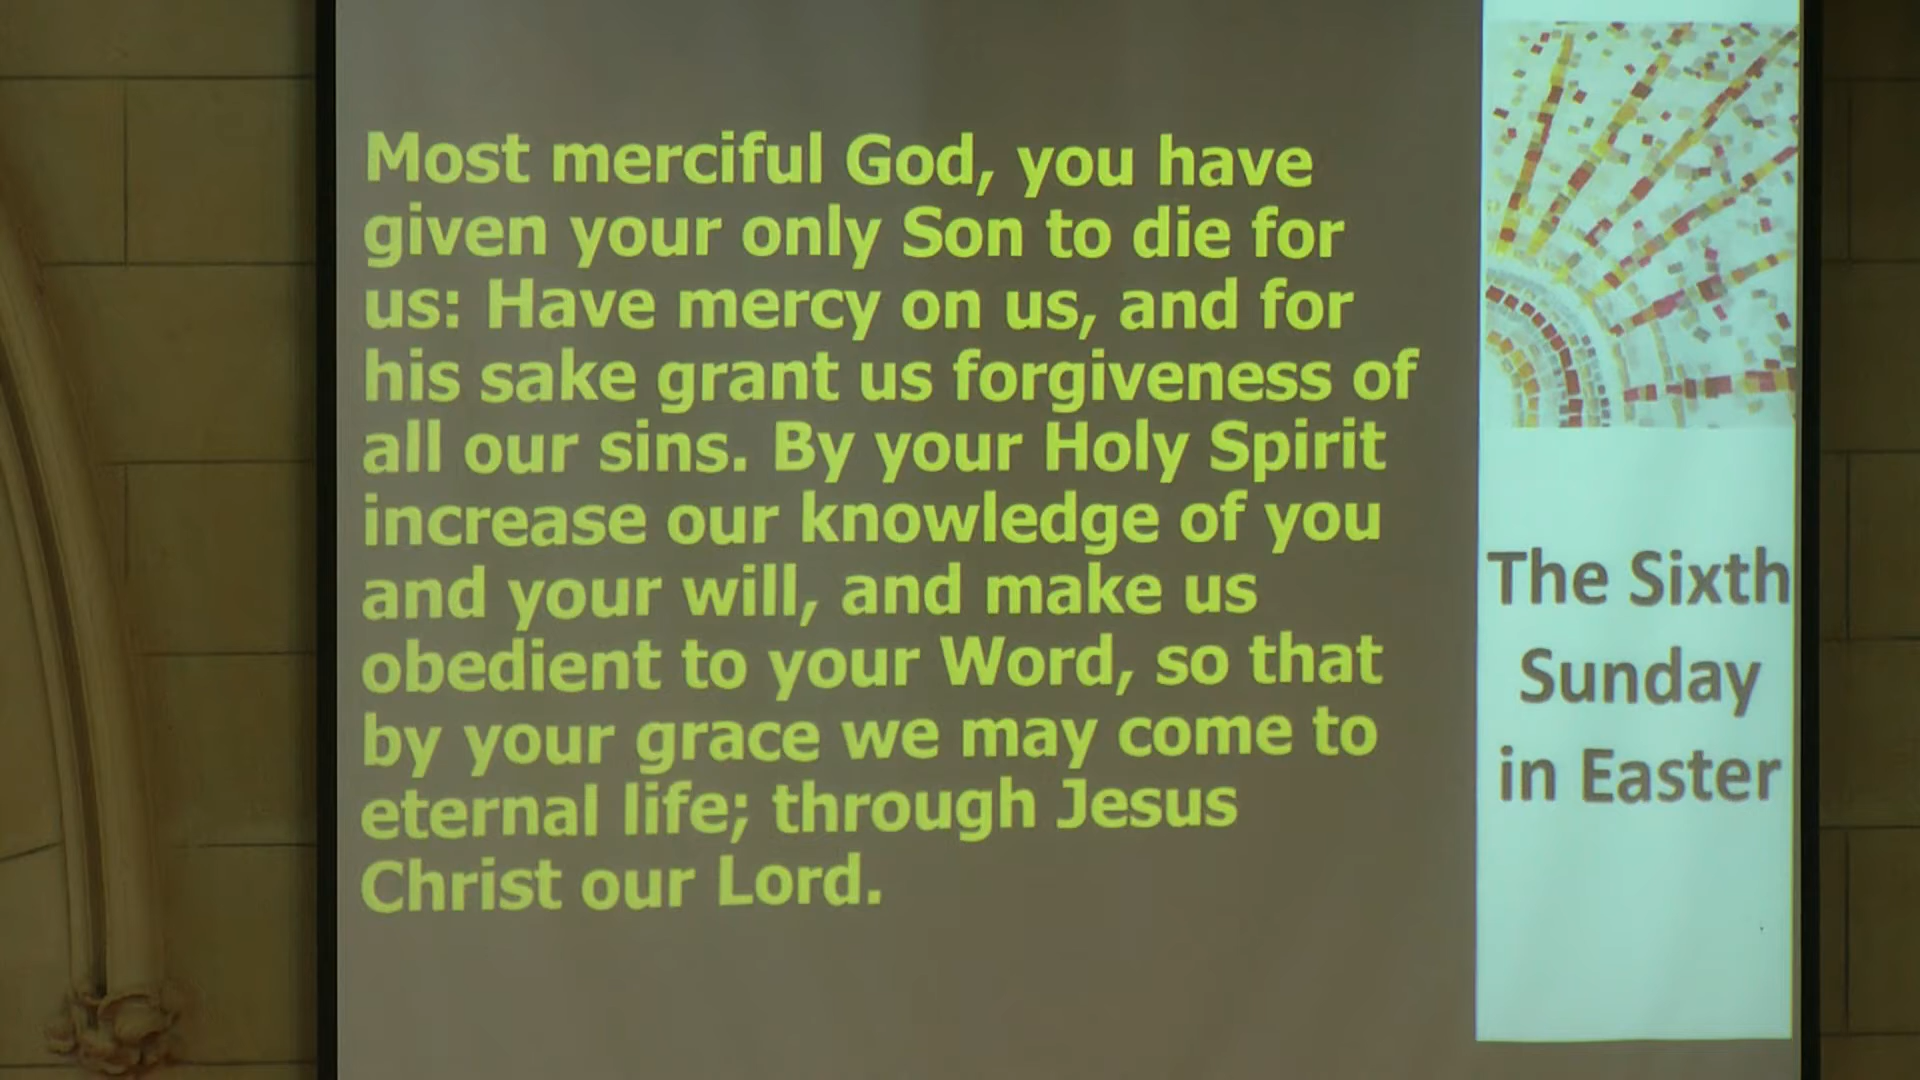 Most merciful God, you have
given your only Son to die for
us: Have mercy on us, and for
his sake grant us forgiveness of
all our sins. By your Holy Spirit
increase our knowledge of you
and your will, and make us
obedient to your Word, so that
by your grace we may come to
eternal life; through Jesus
Christ our Lord.
The Sixth
Sunday
in Easter